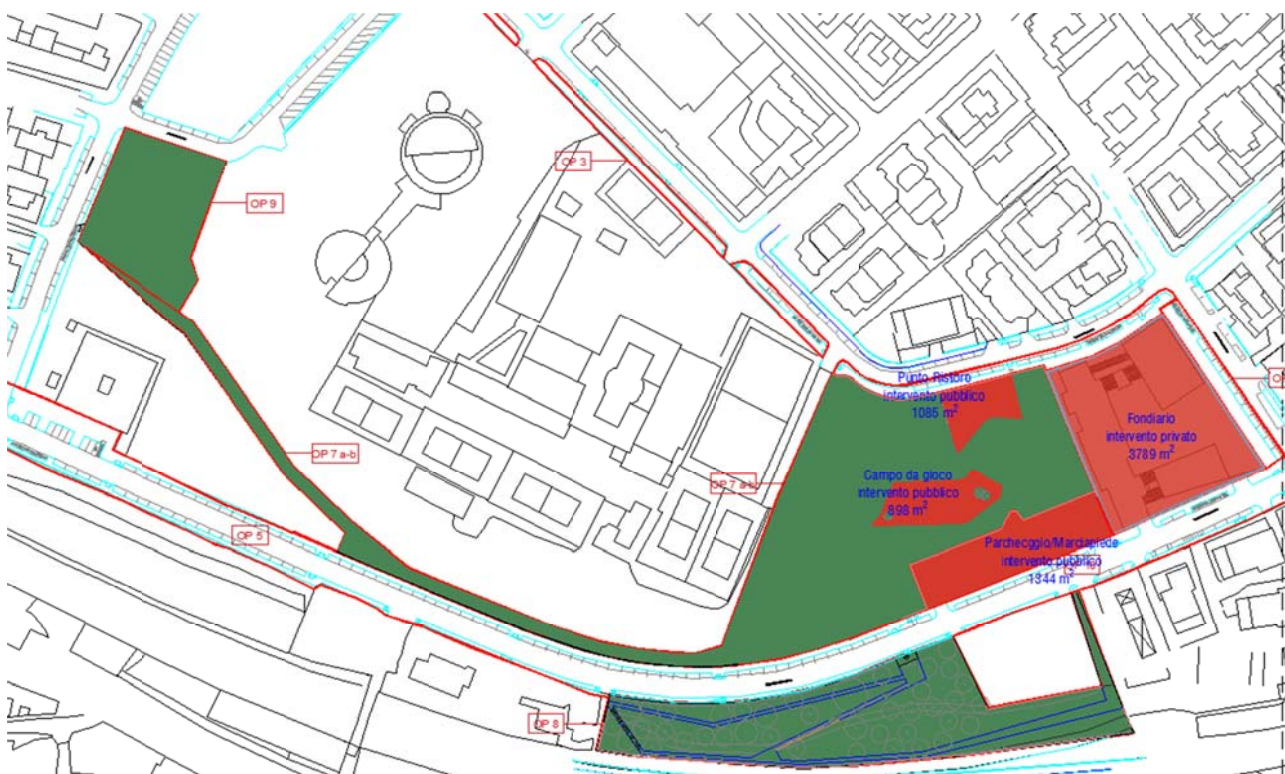 OP 3
OP 9
Punto Ristoro
intervento pubblico
1085 m²
Fondiario
intervento privato
3789 m²
OP 7 a-b
OP 7 a-b
Campo da gioco
intervento pubblico
898 m²
OP 5
Parcheggio/Marciapiede
intervento pubblico
1344 m²
OP 8